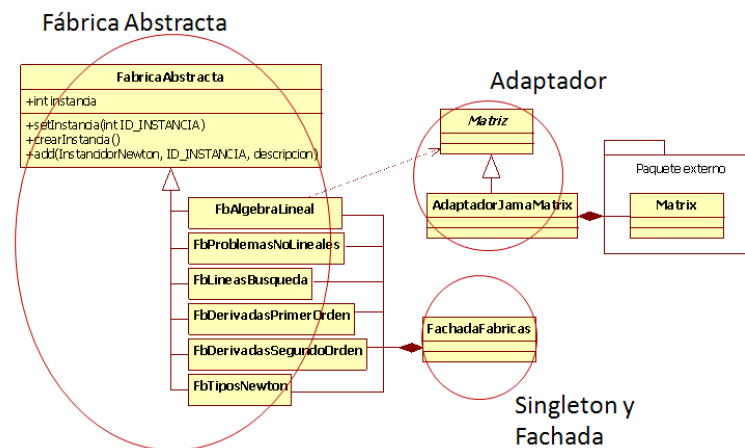 Fábrica Abstracta
FabricaAbstracta
+int instancia
+setInstancia(int ID_INSTANCIA)
+crearInstancia()
+add(InstancidorNewton, ID_INSTANCIA, descripcion)
Adaptador
Matriz
AdaptadorJamaMatrix
Paquete externo
Matrix
FbAlgebraLineal
FbProblemasNoLineales
FbLineasBusqueda
FbDerivadasPrimerOrden
FbDerivadasSegundoOrden
FbTiposNewton
FachadaFabricas
Singleton y
Fachada